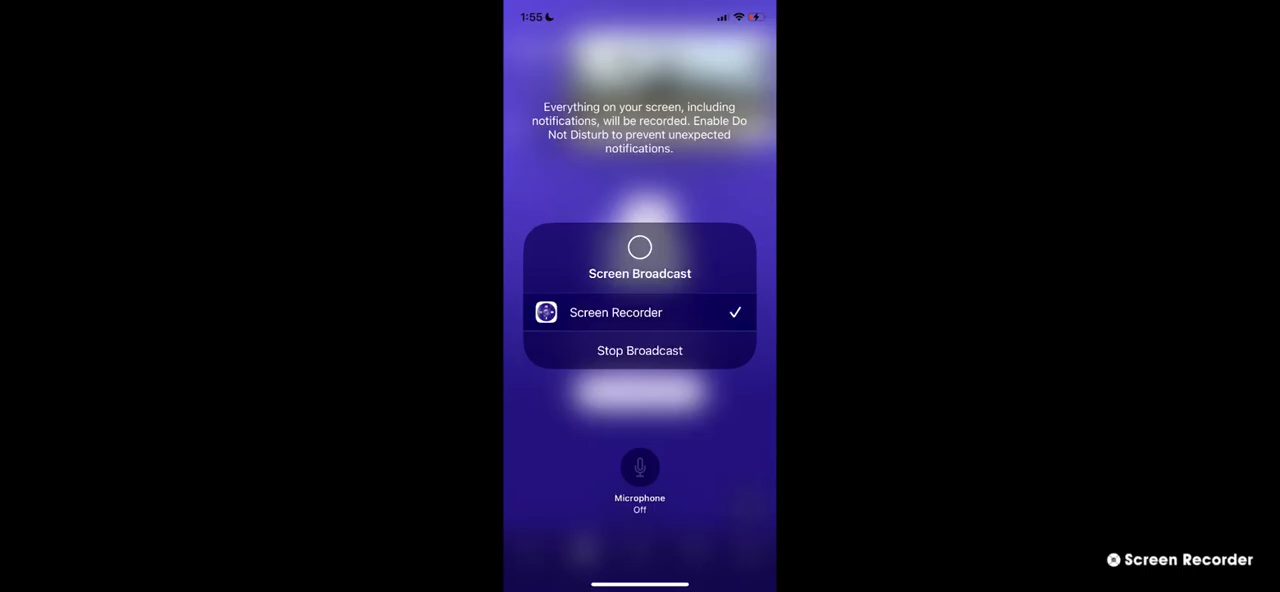 1:55
Everything on your screen, including
notifications, will be recorded. Enable Do
Not Disturb to prevent unexpected
notifications.
Screen Broadcast
Screen Recorder
Stop Broadcast
Microphone
Off
Screen Recorder